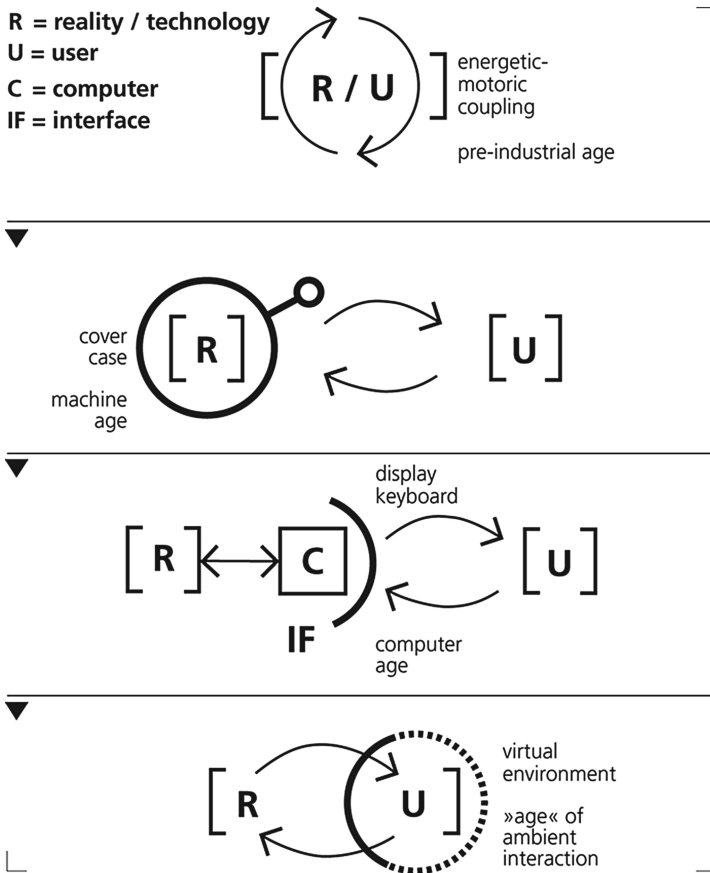 R = reality / technology
U = user
C = computer
IF = interface
[ R / U ]
energetic-
motoric
coupling
pre-industrial age
cover
case
machine
age
[ R ]
[ U ]
display
keyboard
[ R ]
C
[ U ]
IF
computer
age
[ R
U ]
virtual
environment
»age« of
ambient
interaction